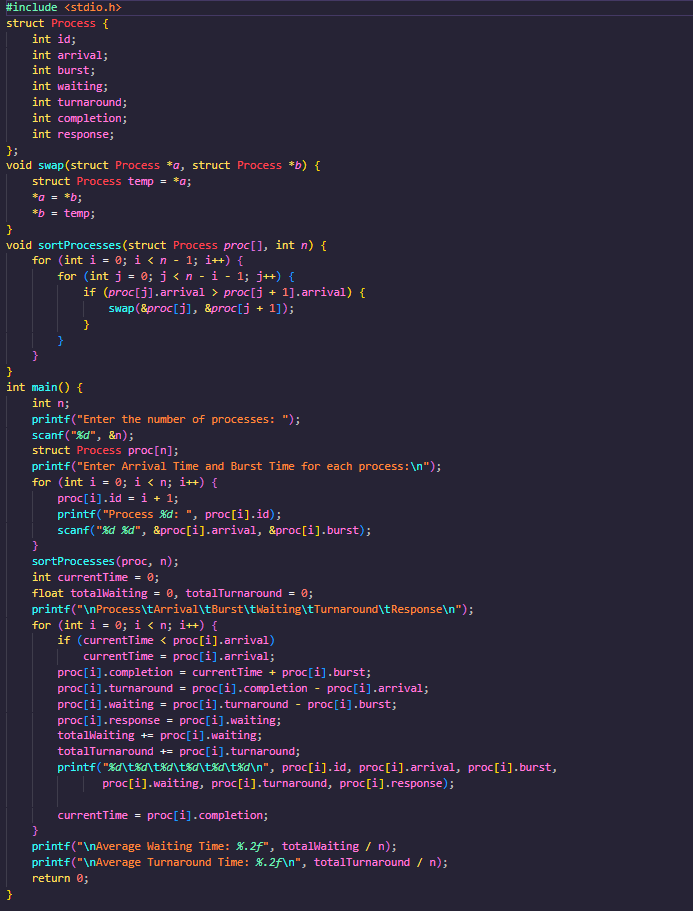 #include <stdio.h>
struct Process {
    int id;
    int arrival;
    int burst;
    int waiting;
    int turnaround;
    int completion;
    int response;
};
void swap(struct Process *a, struct Process *b) {
    struct Process temp = *a;
    *a = *b;
    *b = temp;
}
void sortProcesses(struct Process proc[], int n) {
    for (int i = 0; i < n - 1; i++) {
        for (int j = 0; j < n - i - 1; j++) {
            if (proc[j].arrival > proc[j + 1].arrival) {
                swap(&proc[j], &proc[j + 1]);
            }
        }
    }
}
int main() {
    int n;
    printf("Enter the number of processes: ");
    scanf("%d", &n);
    struct Process proc[n];
    printf("Enter Arrival Time and Burst Time for each process:\n");
    for (int i = 0; i < n; i++) {
        proc[i].id = i + 1;
        printf("Process %d: ", proc[i].id);
        scanf("%d %d", &proc[i].arrival, &proc[i].burst);
    }
    sortProcesses(proc, n);
    int currentTime = 0;
    float totalWaiting = 0, totalTurnaround = 0;
    printf("\nProcess\tArrival\tBurst\tWaiting\tTurnaround\tResponse\n");
    for (int i = 0; i < n; i++) {
        if (currentTime < proc[i].arrival)
            currentTime = proc[i].arrival;
        proc[i].completion = currentTime + proc[i].burst;
        proc[i].turnaround = proc[i].completion - proc[i].arrival;
        proc[i].waiting = proc[i].turnaround - proc[i].burst;
        proc[i].response = proc[i].waiting;
        totalWaiting += proc[i].waiting;
        totalTurnaround += proc[i].turnaround;
        printf("%d\t%d\t%d\t%d\t%d\t%d\n", proc[i].id, proc[i].arrival, proc[i].burst,
               proc[i].waiting, proc[i].turnaround, proc[i].response);
        currentTime = proc[i].completion;
    }
    printf("\nAverage Waiting Time: %.2f", totalWaiting / n);
    printf("\nAverage Turnaround Time: %.2f\n", totalTurnaround / n);
    return 0;
}